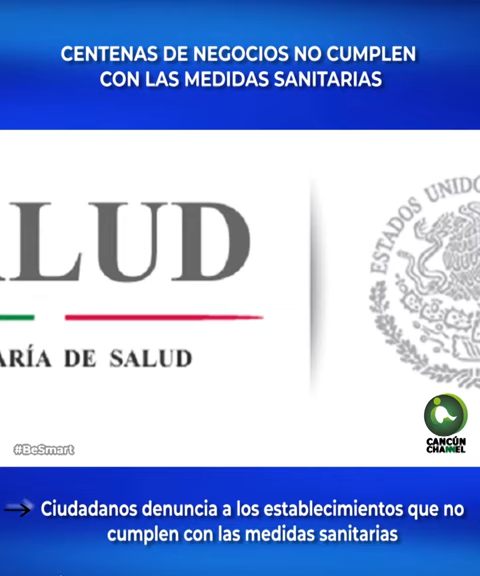 CENTENAS DE NEGOCIOS NO CUMPLEN
CON LAS MEDIDAS SANITARIAS
ALUD
ARÍA DE SALUD
ESTADOS UNIDO
CANCÚN
CHANNEL
#BeSmart
Ciudadanos denuncia a los establecimientos que no
cumplen con las medidas sanitarias